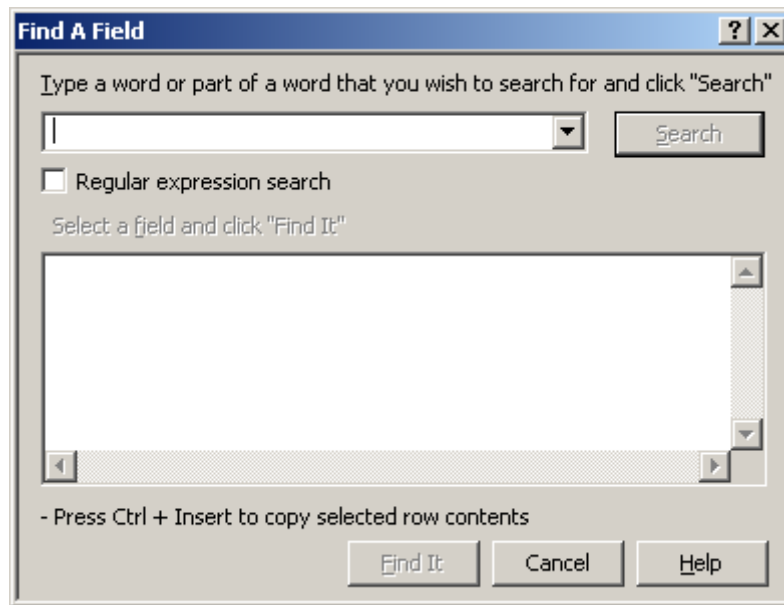 Find A Field
Type a word or part of a word that you wish to search for and click "Search"
Search
Regular expression search
Select a field and click "Find It"
- Press Ctrl + Insert to copy selected row contents
Find It Cancel Help